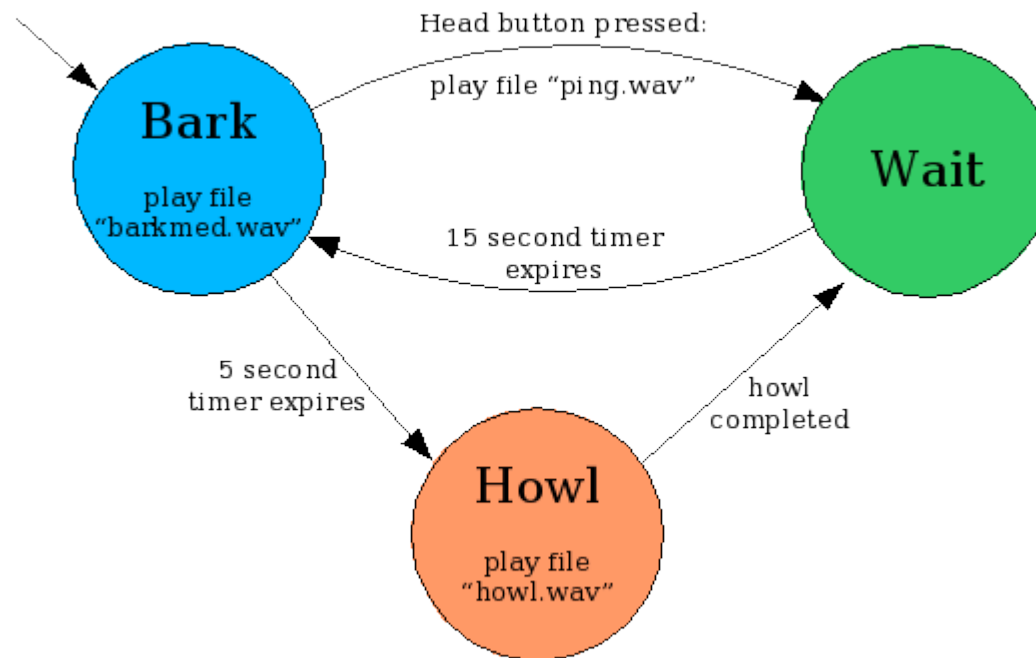 Head button pressed:
play file “ping.wav”
Bark
play file
“barkmed.wav”
Wait
15 second timer
expires
5 second
timer expires
howl
completed
Howl
play file
“howl.wav”